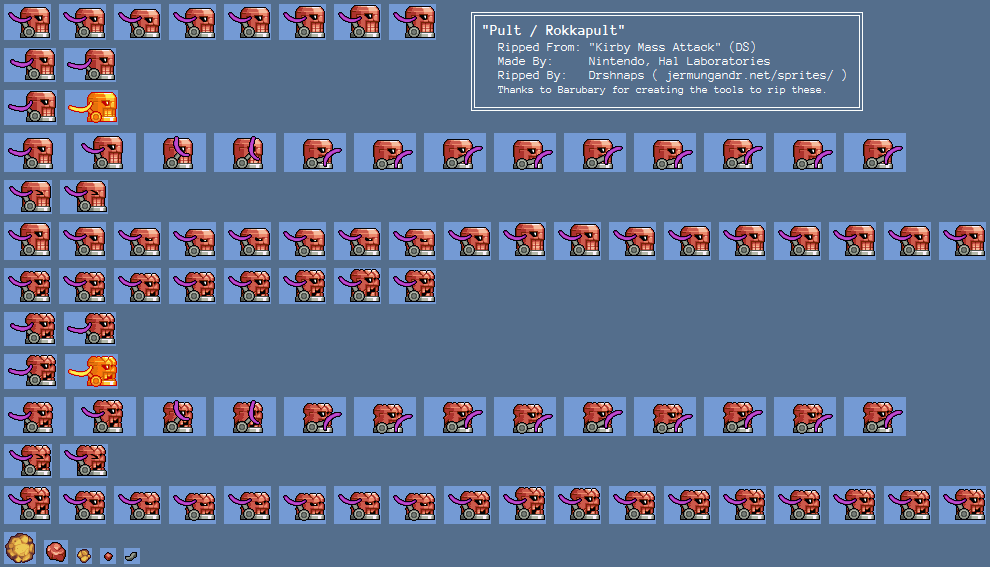 "Pult / Rokkapult"
Ripped From: "Kirby Mass Attack" (DS)
Made By: Nintendo, Hal Laboratories
Ripped By: Drshnaps ( jermungandr.net/sprites/ )
Thanks to Barubary for creating the tools to rip these.